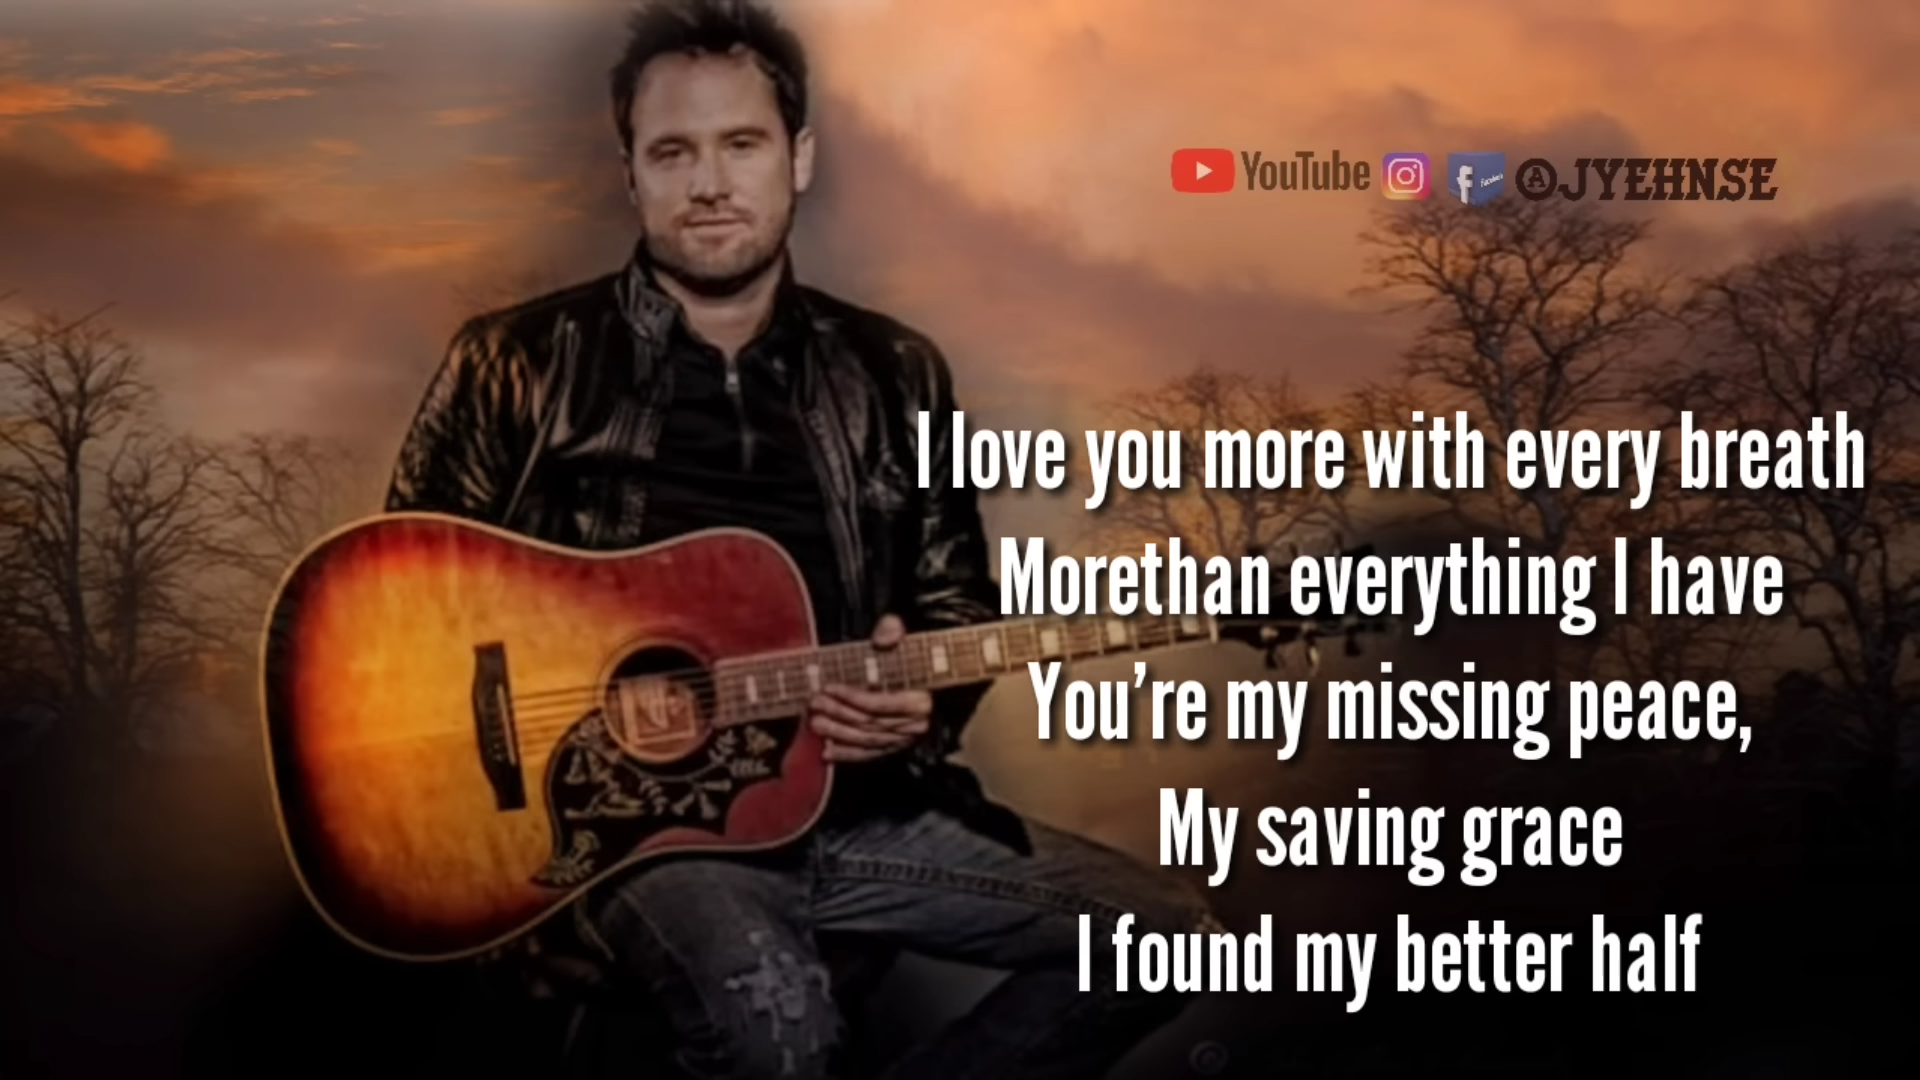 YouTube f facebook @JYEHNSE
I love you more with every breath
Morethan everything I have
You're my missing peace,
My saving grace
I found my better half